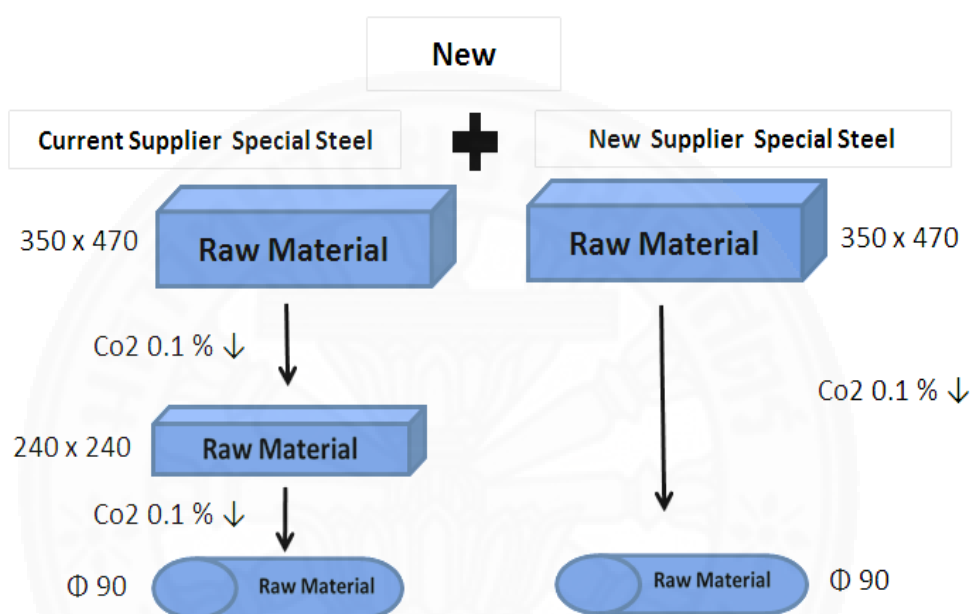 New
Current Supplier Special Steel
New Supplier Special Steel
350 x 470
Raw Material
Raw Material
350 x 470
Co2 0.1 % ↓
Co2 0.1 % ↓
240 x 240
Raw Material
Co2 0.1 % ↓
Φ 90
Raw Material
Raw Material
Φ 90